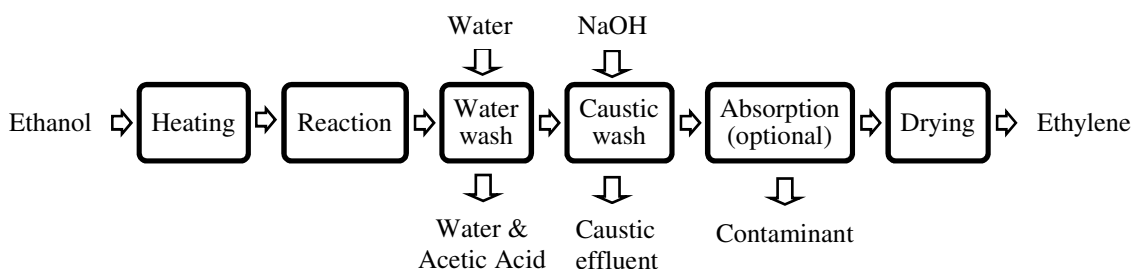 Water
NaOH
Ethanol
Heating
Reaction
Water
wash
Caustic
wash
Absorption
(optional)
Drying
Ethylene
Water &
Acetic Acid
Caustic
effluent
Contaminant